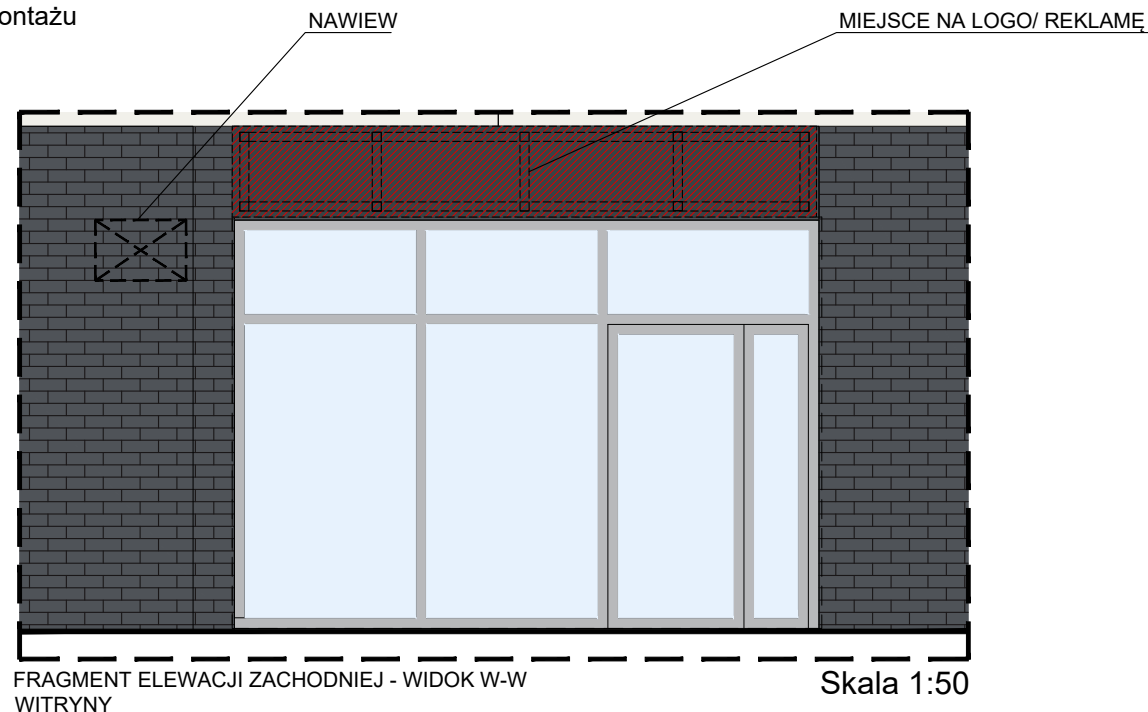 ontażu
NAWIEW
MIEJSCE NA LOGO/ REKLAMĘ
FRAGMENT ELEWACJI ZACHODNIEJ - WIDOK W-W
WITRYNY
Skala 1:50